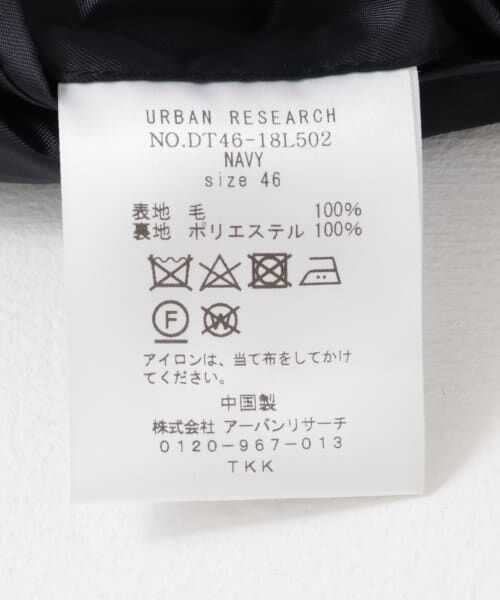 URBAN RESEARCH
NO.DT46-18L502
NAVY
size 46
表地 毛 100%
裏地 ポリエステル 100%
F W
アイロンは、当て布をしてかけ
てください。
中国製
株式会社 アーバンリサーチ
0120-967-013
TKK